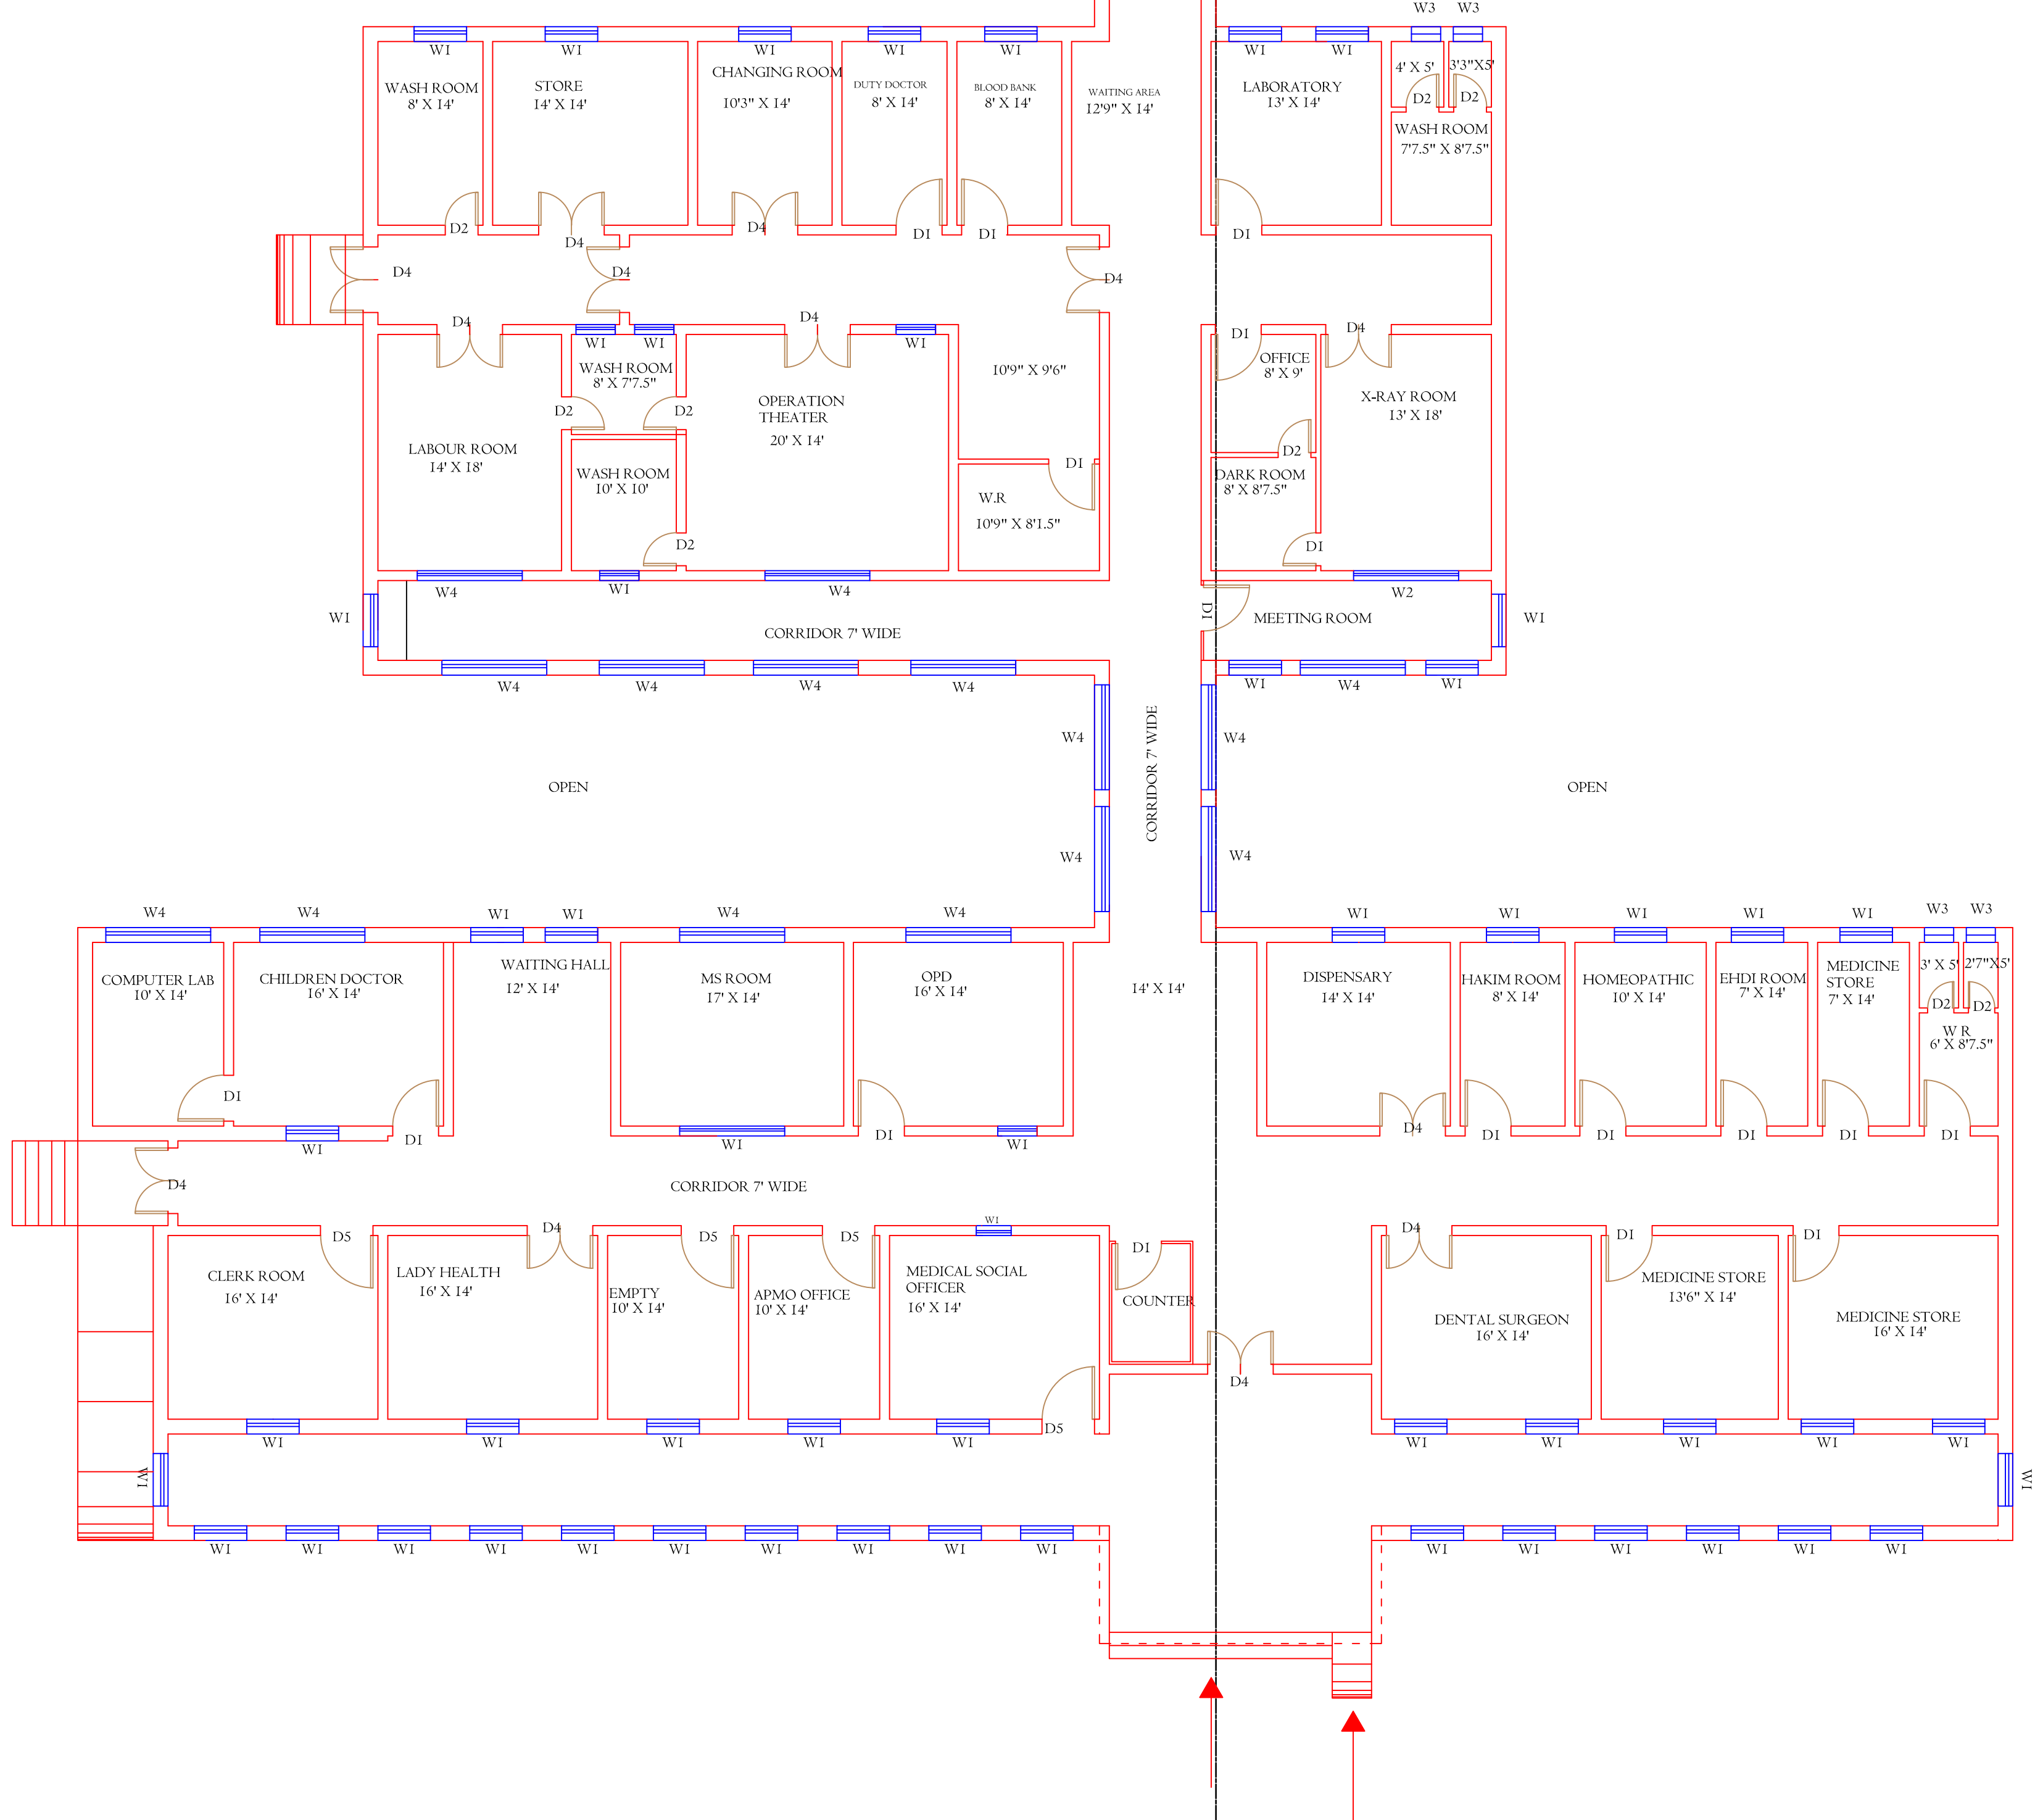 W3 W3
W1 W1 W1 W1 W1 W1 W1
WASH ROOM
8' X 14'
STORE
14' X 14'
CHANGING ROOM
10'3" X 14'
DUTY DOCTOR
8' X 14'
BLOOD BANK
8' X 14'
WAITING AREA
12'9" X 14'
LABORATORY
13' X 14'
4' X 5'
3'3"X5'
D2 D2
WASH ROOM
7'7.5" X 8'7.5"
D2 D4 D4 D1 D1 D1
D4 D4 D4
D4 D4 D1 D4
W1 W1 W1
WASH ROOM
8' X 7'7.5"
D2 D2
LABOUR ROOM
14' X 18'
WASH ROOM
10' X 10'
D2
OPERATION
THEATER
20' X 14'
10'9" X 9'6"
D1
W.R
10'9" X 8'1.5"
OFFICE
8' X 9'
D2
DARK ROOM
8' X 8'7.5"
D1
X-RAY ROOM
13' X 18'
W4 W1 W4 W2
W1
CORRIDOR 7' WIDE
D1
MEETING ROOM
W1
W4 W4 W4 W4 W1 W4 W1
W4
CORRIDOR 7' WIDE
W4
OPEN
OPEN
W4
W4
W4 W4 W1 W1 W4 W4 W1 W1 W1 W1 W1 W3 W3
COMPUTER LAB
10' X 14'
CHILDREN DOCTOR
16' X 14'
WAITING HALL
12' X 14'
MS ROOM
17' X 14'
OPD
16' X 14'
14' X 14'
DISPENSARY
14' X 14'
HAKIM ROOM
8' X 14'
HOMEOPATHIC
10' X 14'
EHDI ROOM
7' X 14'
MEDICINE
STORE
7' X 14'
3' X 5'
2'7"X5'
D2 D2
W R
6' X 8'7.5"
D1
W1 D1 W1 D1 W1 D4 D1 D1 D1 D1 D1
D4
CORRIDOR 7' WIDE
D5 D4 D5 D5 W1 D1 D4 D1 D1
CLERK ROOM
16' X 14'
LADY HEALTH
16' X 14'
EMPTY
10' X 14'
APMO OFFICE
10' X 14'
MEDICAL SOCIAL
OFFICER
16' X 14'
COUNTER
DENTAL SURGEON
16' X 14'
MEDICINE STORE
13'6" X 14'
MEDICINE STORE
16' X 14'
D4
D5
W1 W1 W1 W1 W1 W1 W1 W1 W1 W1
W1
W1
W1 W1 W1 W1 W1 W1 W1 W1 W1 W1 W1 W1 W1 W1 W1 W1